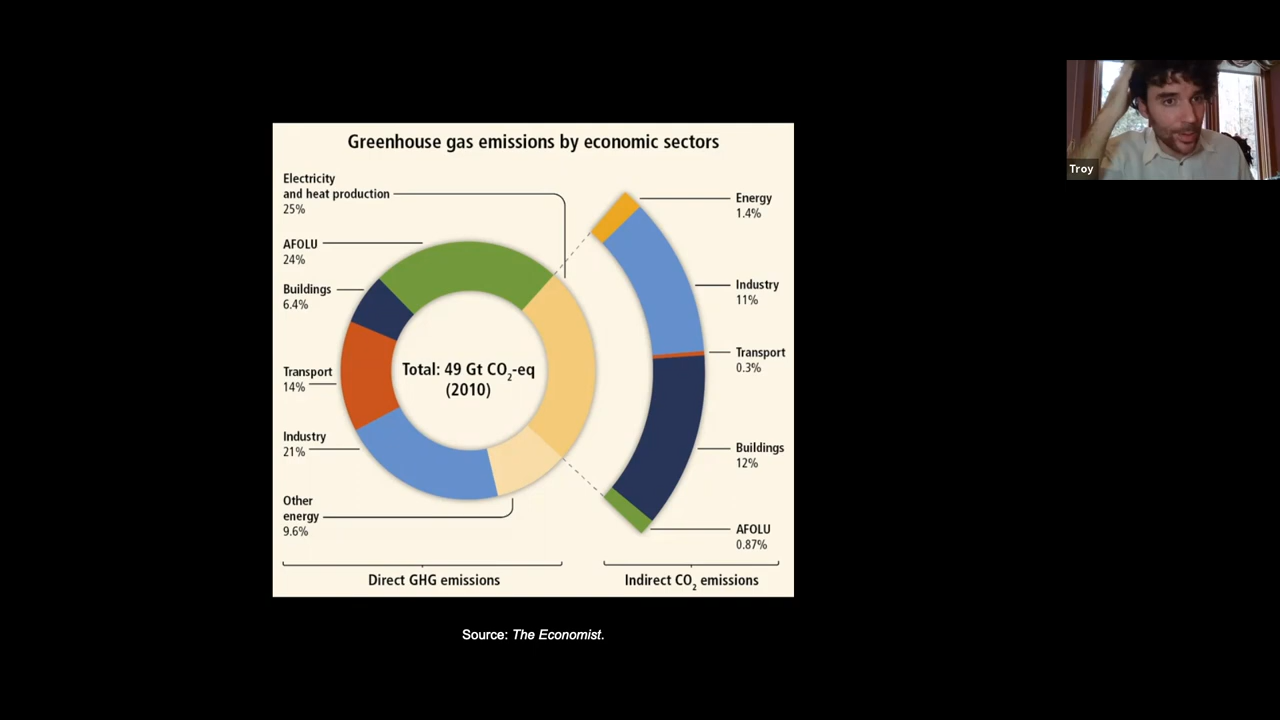 Greenhouse gas emissions by economic sectors
Electricity
and heat production
25%
AFOLU
24%
Buildings
6.4%
Transport
14%
Industry
21%
Other
energy
9.6%
Total: 49 Gt CO₂-eq
(2010)
Energy
1.4%
Industry
11%
Transport
0.3%
Buildings
12%
AFOLU
0.87%
Direct GHG emissions
Indirect CO₂ emissions
Source: The Economist.
Troy